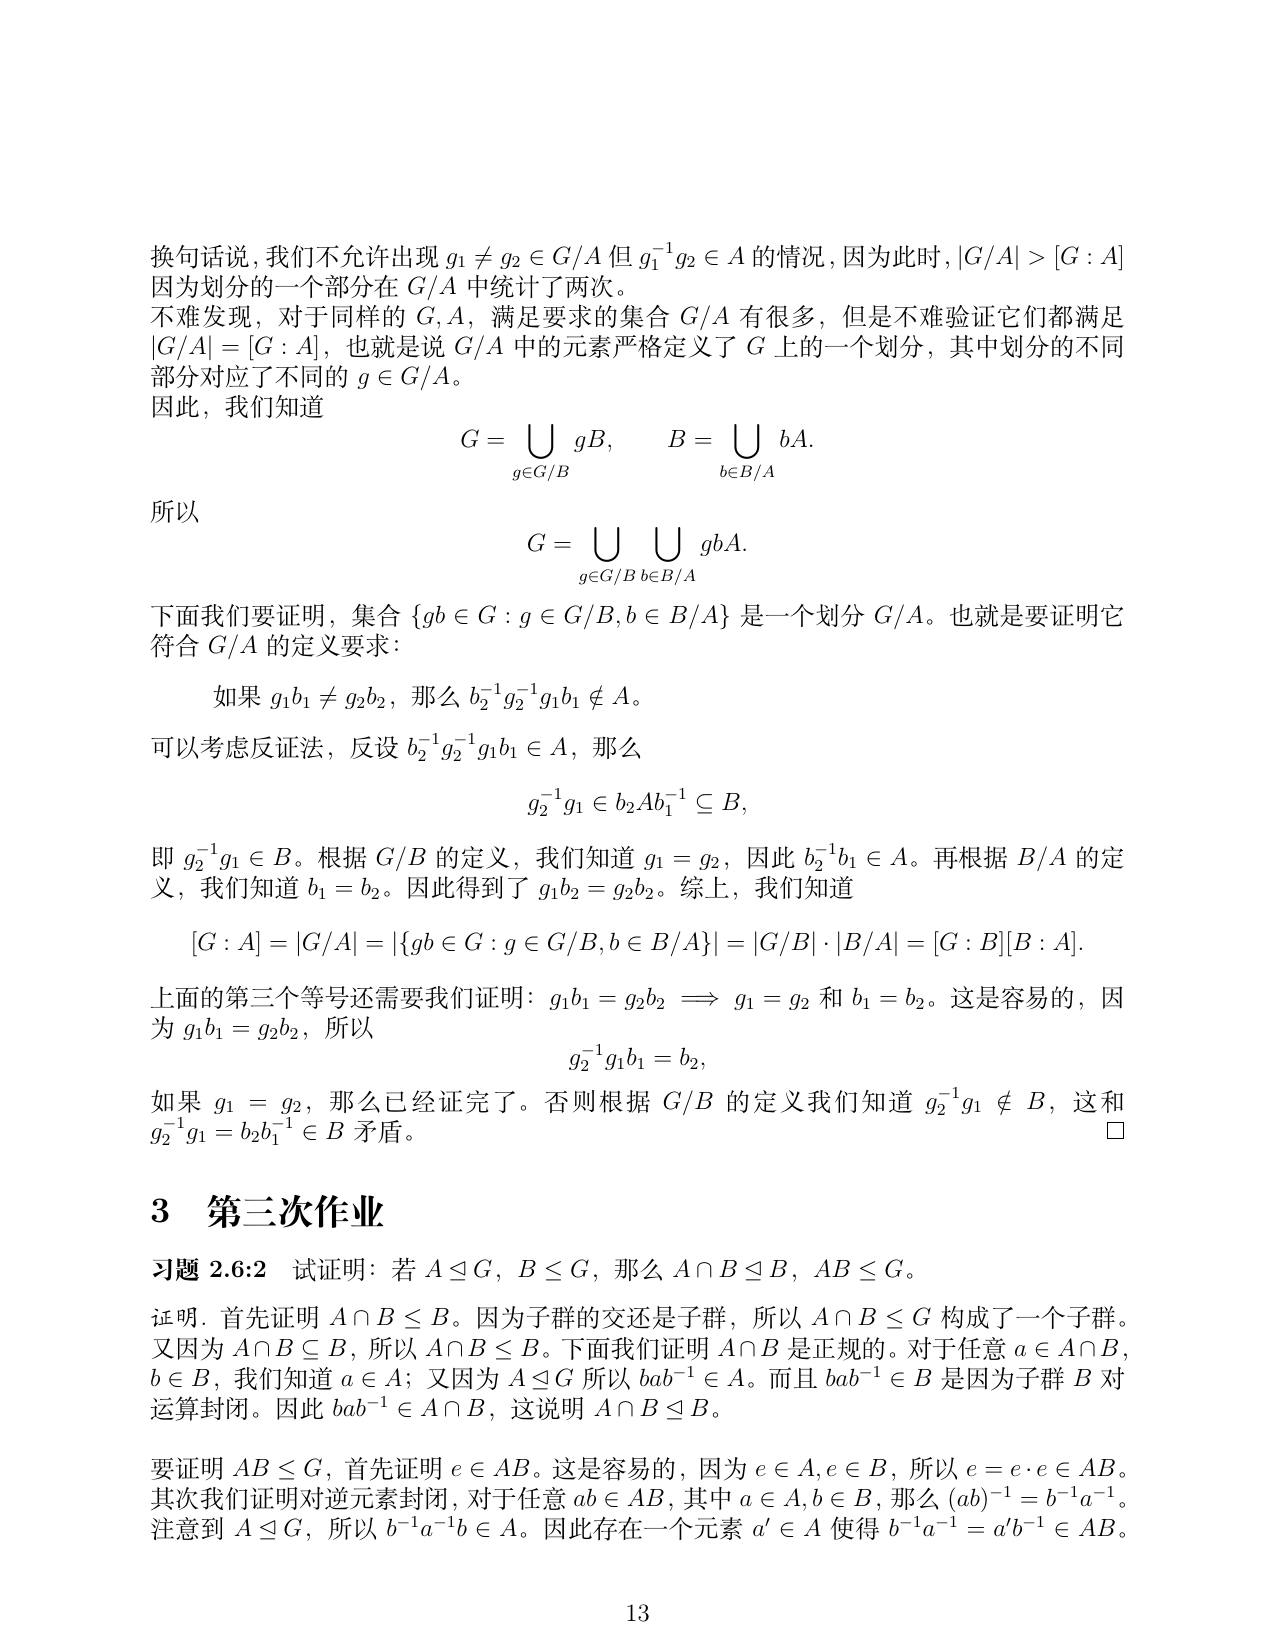 换句话说，我们不允许出现 $g_1 \neq g_2 \in G/A$ 但 $g_1^{-1}g_2 \in A$ 的情况，因为此时，$|G/A| > [G : A]$
因为划分的一个部分在 $G/A$ 中统计了两次。
不难发现，对于同样的 $G, A$，满足要求的集合 $G/A$ 有很多，但是不难验证它们都满足
$|G/A| = [G : A]$，也就是说 $G/A$ 中的元素严格定义了 $G$ 上的一个划分，其中划分的不同
部分对应了不同的 $g \in G/A$。
因此，我们知道
$G = \bigcup_{g \in G/B} gB, \qquad B = \bigcup_{b \in B/A} bA.$
所以
$G = \bigcup_{g \in G/B} \bigcup_{b \in B/A} gbA.$
下面我们要证明，集合 $\{gb \in G : g \in G/B, b \in B/A\}$ 是一个划分 $G/A$。也就是要证明它
符合 $G/A$ 的定义要求：
如果 $g_1b_1 \neq g_2b_2$，那么 $b_2^{-1}g_2^{-1}g_1b_1 \notin A$。
可以考虑反证法，反设 $b_2^{-1}g_2^{-1}g_1b_1 \in A$，那么
$g_2^{-1}g_1 \in b_2Ab_1^{-1} \subseteq B,$
即 $g_2^{-1}g_1 \in B$。根据 $G/B$ 的定义，我们知道 $g_1 = g_2$，因此 $b_2^{-1}b_1 \in A$。再根据 $B/A$ 的定
义，我们知道 $b_1 = b_2$。因此得到了 $g_1b_2 = g_2b_2$。综上，我们知道
$[G : A] = |G/A| = |\{gb \in G : g \in G/B, b \in B/A\}| = |G/B| \cdot |B/A| = [G : B][B : A].$
上面的第三个等号还需要我们证明：$g_1b_1 = g_2b_2 \implies g_1 = g_2$ 和 $b_1 = b_2$。这是容易的，因
为 $g_1b_1 = g_2b_2$，所以
$g_2^{-1}g_1b_1 = b_2,$
如果 $g_1 = g_2$，那么已经证完了。否则根据 $G/B$ 的定义我们知道 $g_2^{-1}g_1 \notin B$，这和
$g_2^{-1}g_1 = b_2b_1^{-1} \in B$ 矛盾。 □
3 第三次作业
习题 2.6:2 试证明：若 $A \trianglelefteq G$，$B \leq G$，那么 $A \cap B \trianglelefteq B$，$AB \leq G$。
证明. 首先证明 $A \cap B \leq B$。因为子群的交还是子群，所以 $A \cap B \leq G$ 构成了一个子群。
又因为 $A \cap B \subseteq B$，所以 $A \cap B \leq B$。下面我们证明 $A \cap B$ 是正规的。对于任意 $a \in A \cap B$，
$b \in B$，我们知道 $a \in A$；又因为 $A \trianglelefteq G$ 所以 $bab^{-1} \in A$。而且 $bab^{-1} \in B$ 是因为子群 $B$ 对
运算封闭。因此 $bab^{-1} \in A \cap B$，这说明 $A \cap B \trianglelefteq B$。
要证明 $AB \leq G$，首先证明 $e \in AB$。这是容易的，因为 $e \in A, e \in B$，所以 $e = e \cdot e \in AB$。
其次我们证明对逆元素封闭，对于任意 $ab \in AB$，其中 $a \in A, b \in B$，那么 $(ab)^{-1} = b^{-1}a^{-1}$。
注意到 $A \trianglelefteq G$，所以 $b^{-1}a^{-1}b \in A$。因此存在一个元素 $a' \in A$ 使得 $b^{-1}a^{-1} = a'b^{-1} \in AB$。
13